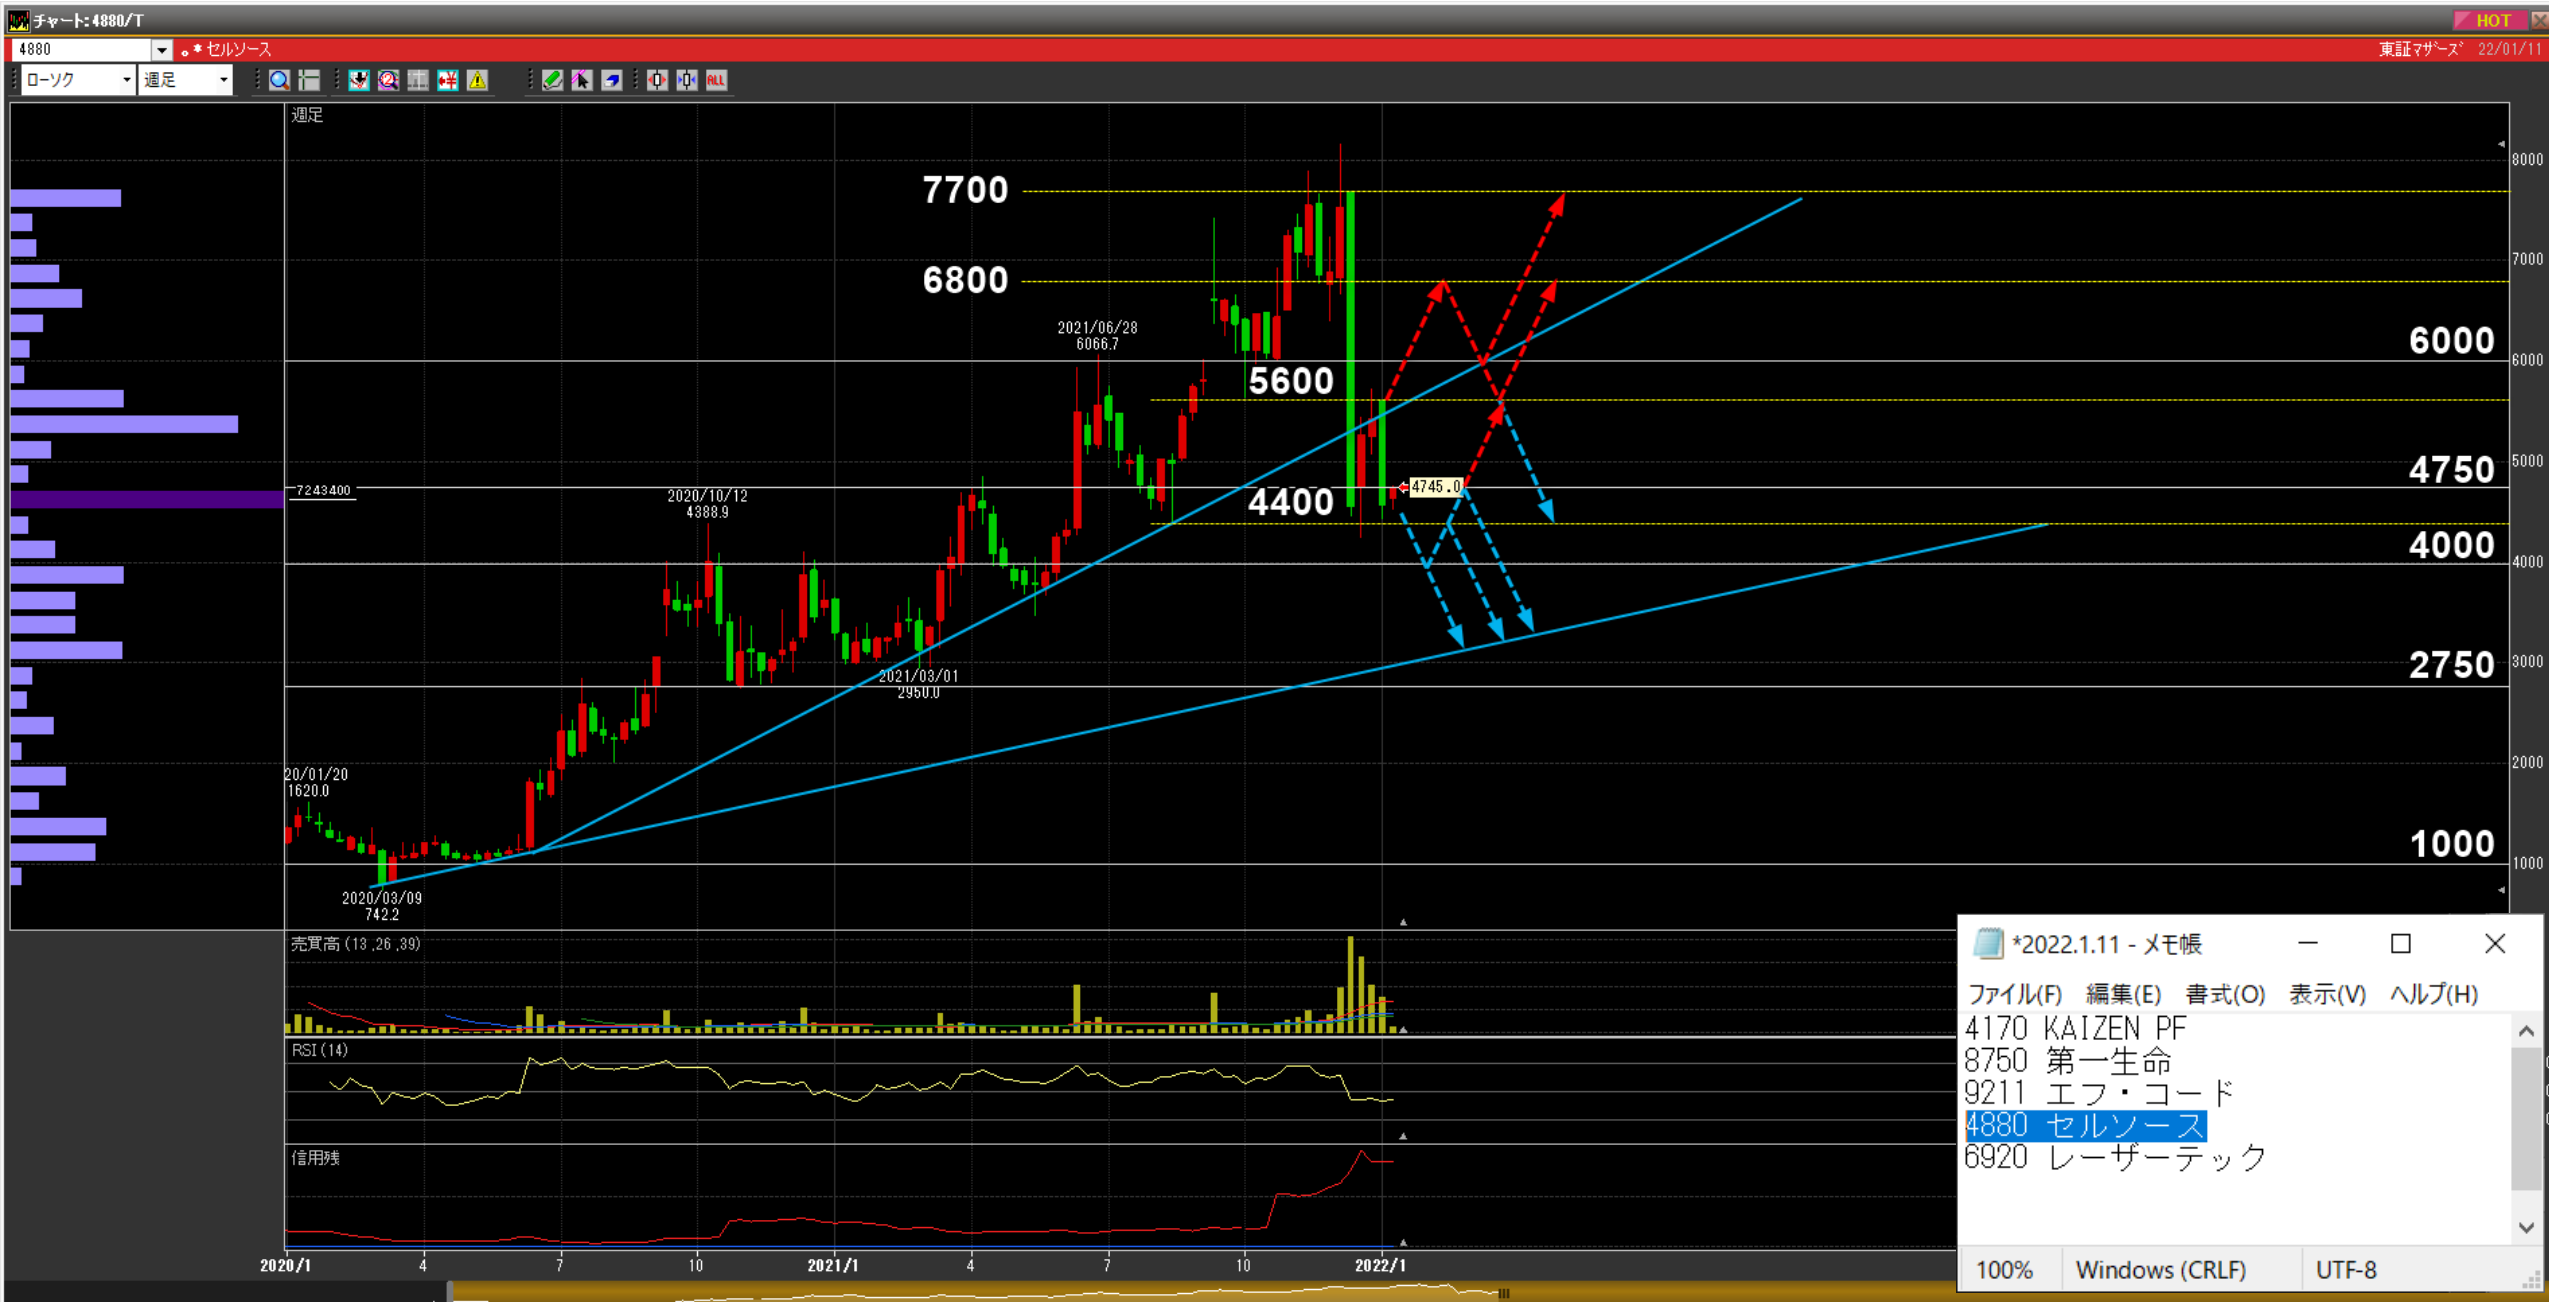 チャート:4880/T
HOT
4880
。* セルソース
東証マザーズ 22/01/11
ローソク
週足
ALL
週足
8000
7700
7000
6800
2021/06/28
6066.7
6000
6000
5600
5000
4750
7243400
2020/10/12
4388.9
4745.0
4400
4000
4000
2021/03/01
2950.0
3000
2750
2000
20/01/20
1620.0
1000
1000
2020/03/09
742.2
売買高(13,26,39)
RSI(14)
信用残
2020/1
4
7
10
2021/1
4
7
10
2022/1
*2022.1.11 - メモ帳
ファイル(F) 編集(E) 書式(O) 表示(V) ヘルプ(H)
4170 KAIZEN PF
8750 第一生命
9211 エフ・コード
4880 セルソース
6920 レーザーテック
100% Windows (CRLF) UTF-8